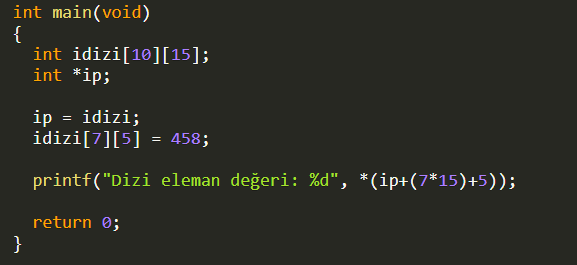 int main(void)
{
int idizi[10][15];
int *ip;
ip = idizi;
idizi[7][5] = 458;
printf("Dizi eleman değeri: %d", *(ip+(7*15)+5));
return 0;
}